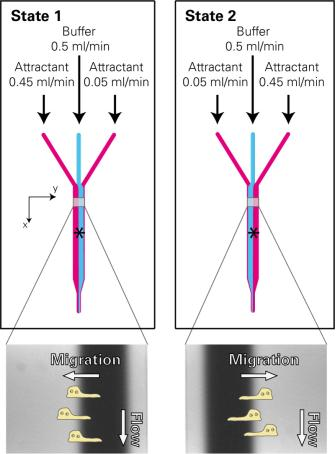 State 1
Buffer
0.5 ml/min
Attractant
0.45 ml/min
Attractant
0.05 ml/min
y
x
*
Migration
Flow
State 2
Buffer
0.5 ml/min
Attractant
0.05 ml/min
Attractant
0.45 ml/min
*
Migration
Flow